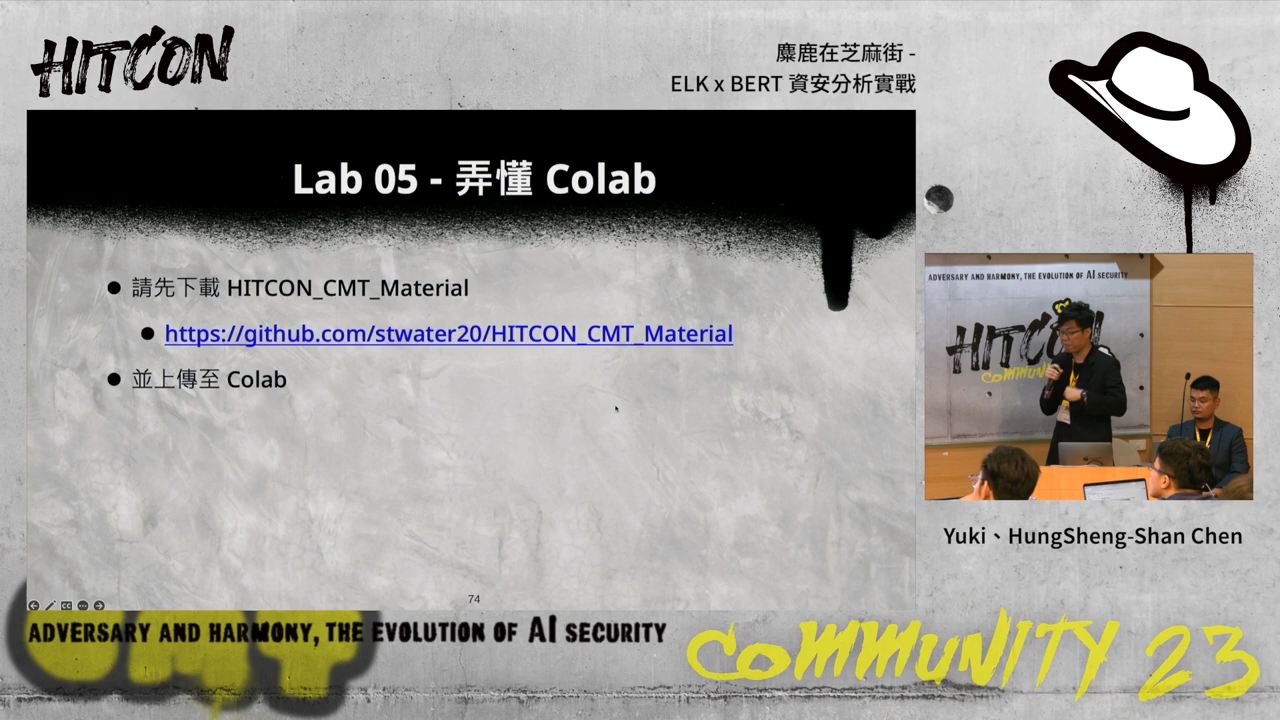 HITCON
麋鹿在芝麻街 -
ELK x BERT 資安分析實戰
Lab 05 - 弄懂 Colab
請先下載 HITCON_CMT_Material
https://github.com/stwater20/HITCON_CMT_Material
並上傳至 Colab
74
ADVERSARY AND HARMONY, THE EVOLUTION OF AI SECURITY
HITCON
COMMUN
Yuki、HungSheng-Shan Chen
CMT
ADVERSARY AND HARMONY, THE EVOLUTION OF AI SECURITY
COMMUNITY 23